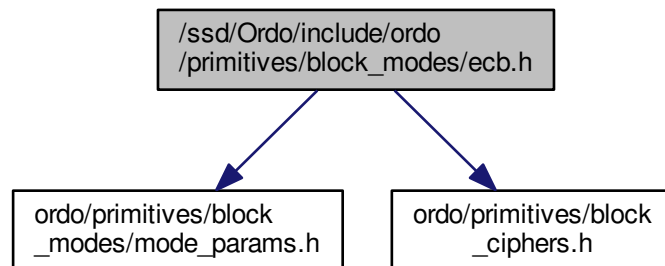 /ssd/Ordo/include/ordo
/primitives/block_modes/ecb.h
ordo/primitives/block
_modes/mode_params.h
ordo/primitives/block
_ciphers.h